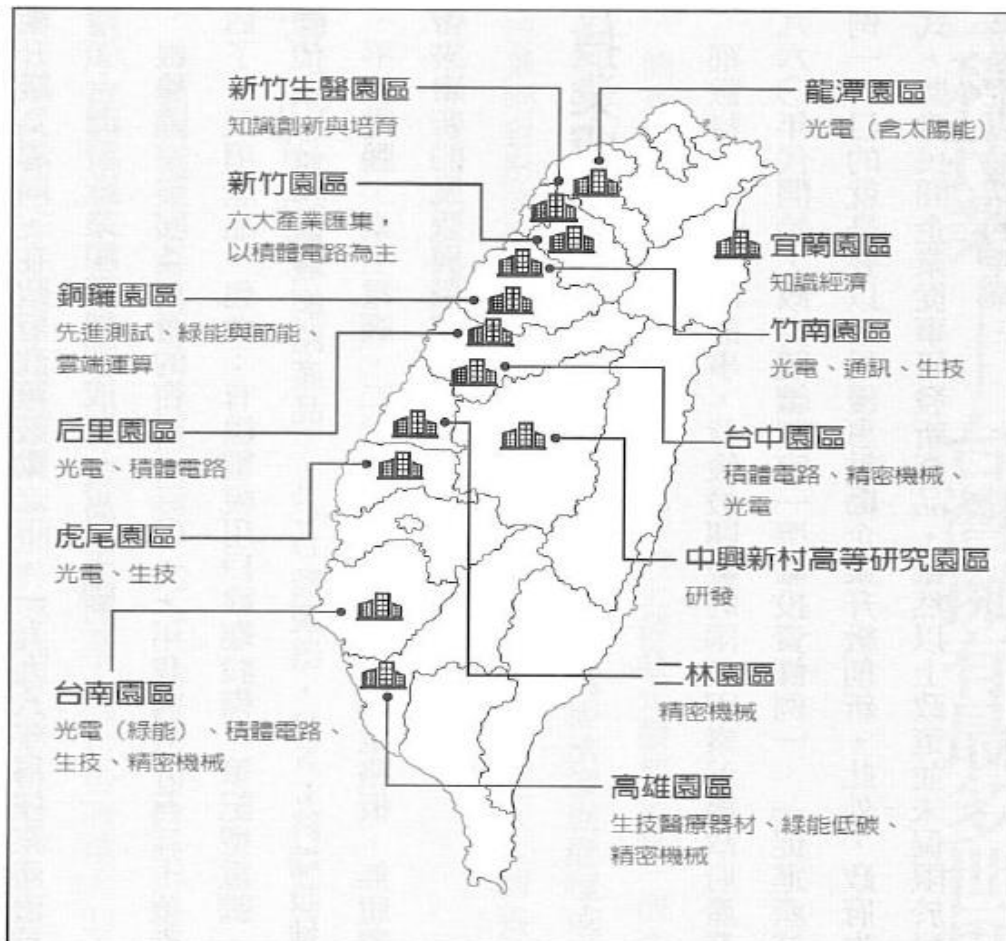 新竹生醫園區
知識創新與培育
龍潭園區
光電（含太陽能）
新竹園區
六大產業匯集，
以積體電路為主
宜蘭園區
知識經濟
銅鑼園區
先進測試、綠能與節能、
雲端運算
竹南園區
光電、通訊、生技
后里園區
光電、積體電路
台中園區
積體電路、精密機械、
光電
虎尾園區
光電、生技
中興新村高等研究園區
研發
二林園區
精密機械
台南園區
光電（綠能）、積體電路、
生技、精密機械
高雄園區
生技醫療器材、綠能低碳、
精密機械